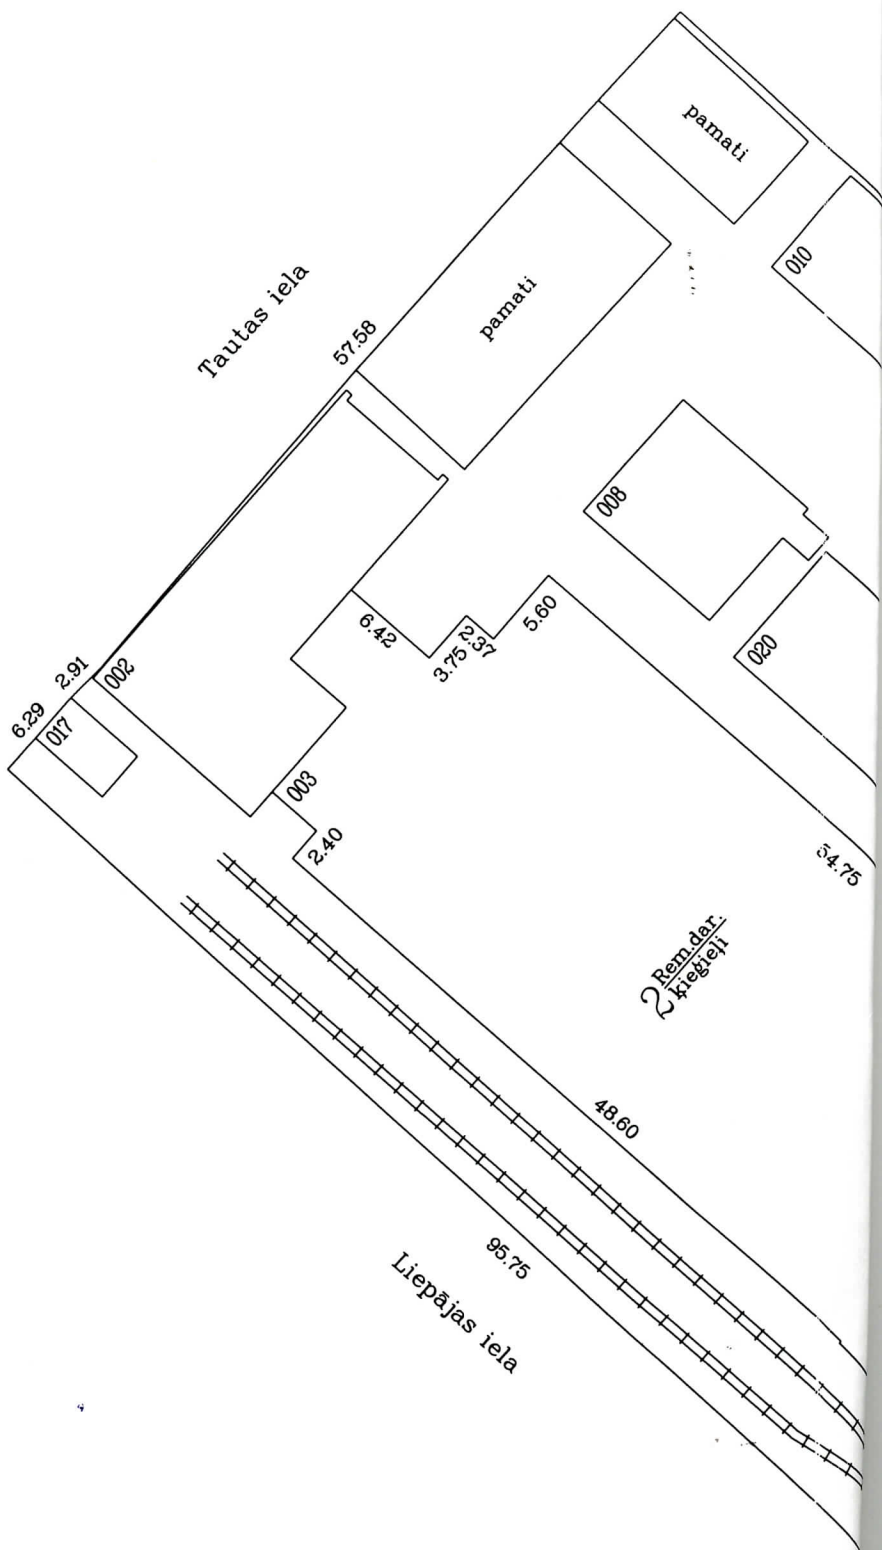 pamati
010
pamati
Tautas iela
57.58
008
020
5.60
2.37
3.75
6.42
002
2.91
6.29
017
003
2.40
54.75
2 Rem.dar.
ķieģeļi
48.60
95.75
Liepājas iela